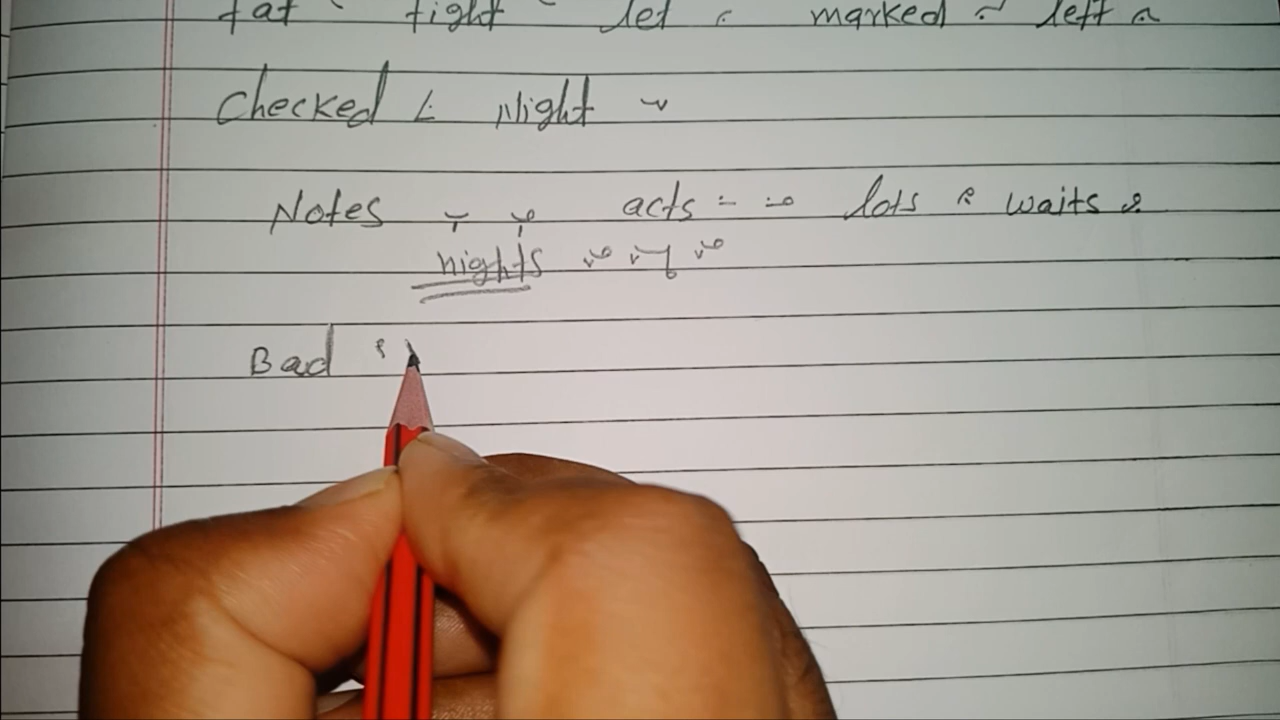 fat fight let marked left
Checked Night
Notes acts lots waits
nights
Bad